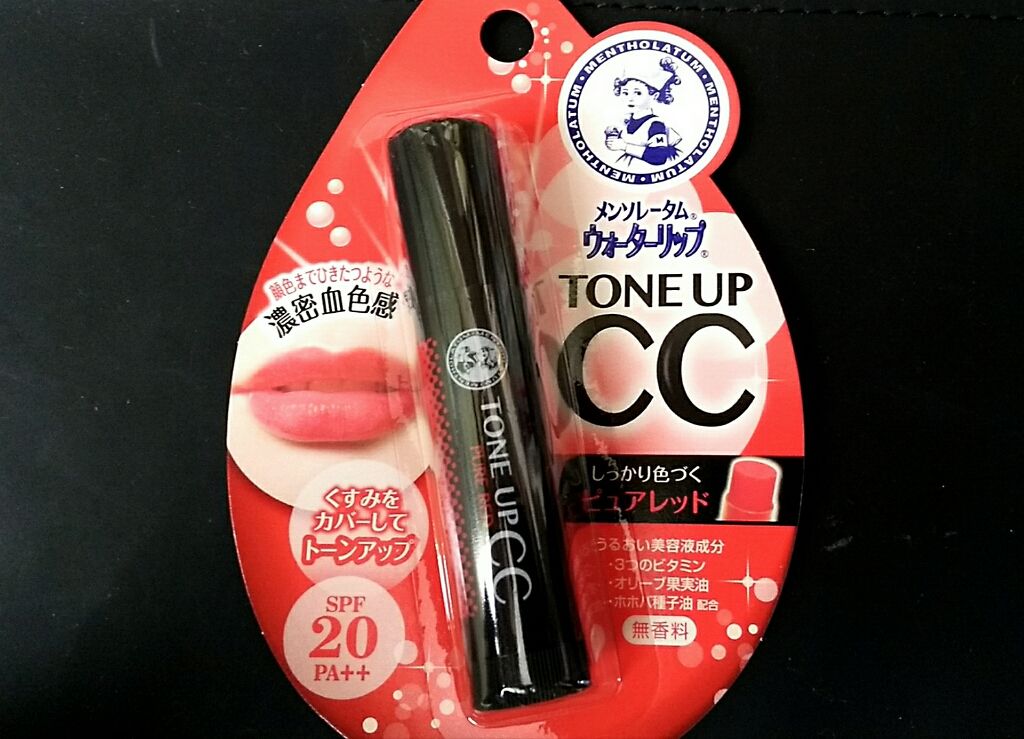 MENTHOLATUM・MENTHOLATUM・MENTHOLATUM・
メンソレータム®
ウォーターリップ®
TONE UP
CC
顔色までひきたつような
濃密血色感
しっかり色づく
ピュアレッド
くすみを
カバーして
トーンアップ
うるおい美容液成分
・3つのビタミン
・オリーブ果実油
・ホホバ種子油 配合
無香料
SPF
20
PA++
TONE UP CC
PURE RED
M